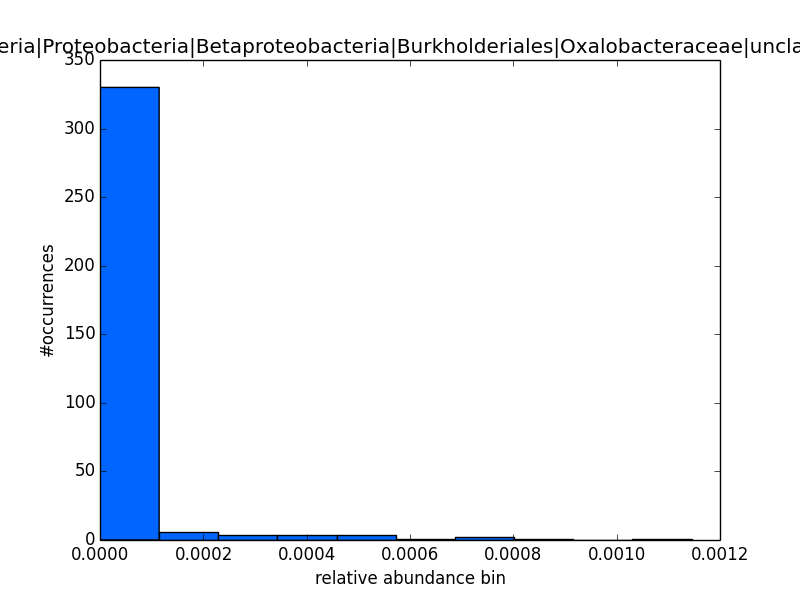 eria|Proteobacteria|Betaproteobacteria|Burkholderiales|Oxalobacteraceae|uncla
350
300
250
200
150
100
50
0
#occurrences
0.0000 0.0002 0.0004 0.0006 0.0008 0.0010 0.0012
relative abundance bin